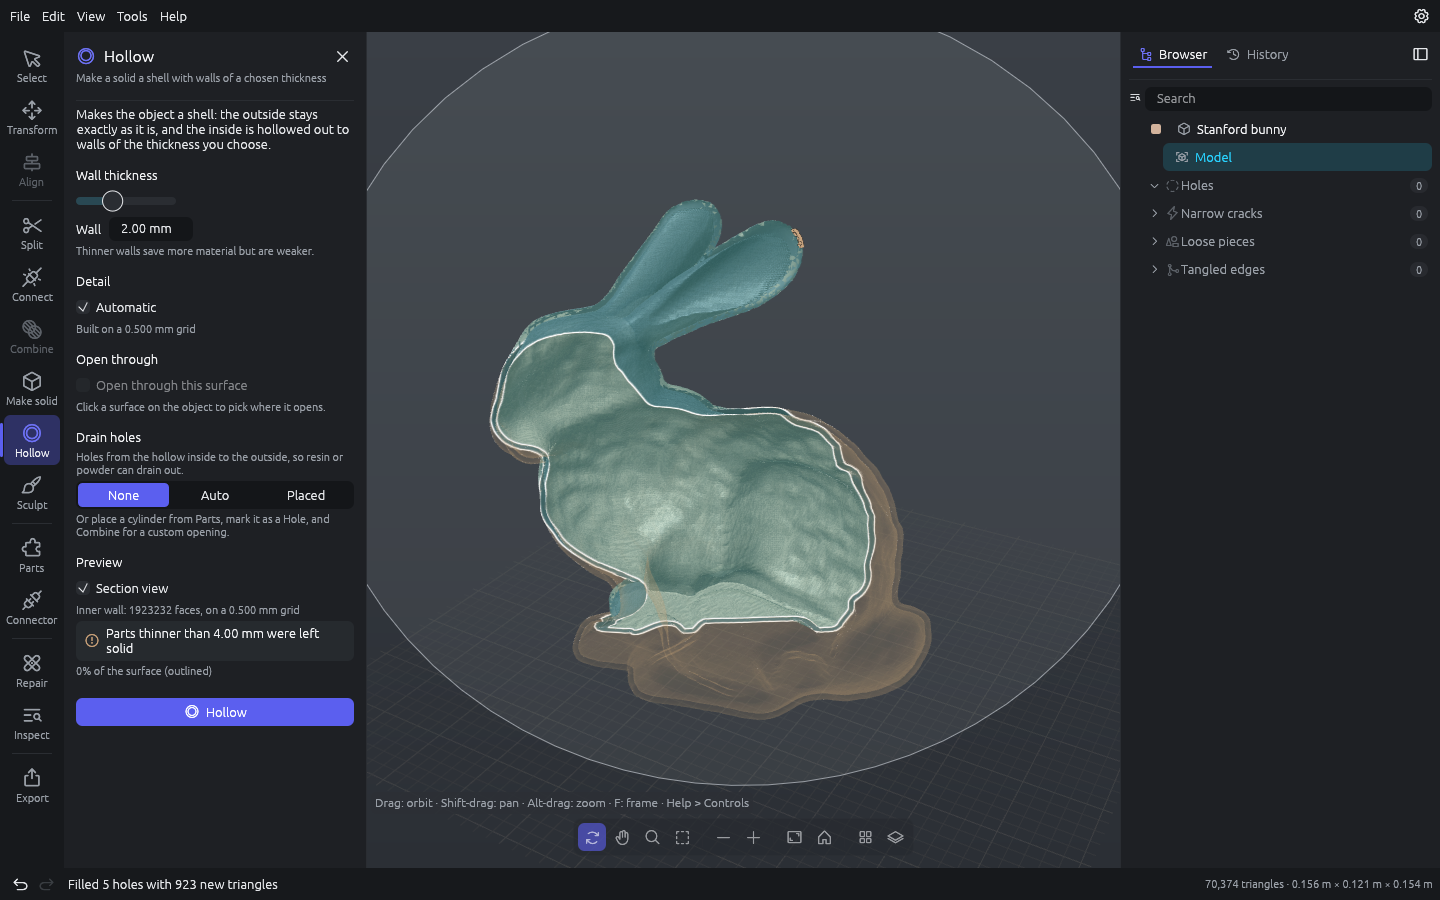 File Edit View Tools Help
Select
Transform
Align
Split
Connect
Combine
Make solid
Hollow
Sculpt
Parts
Connector
Repair
Inspect
Export
Hollow
Make a solid a shell with walls of a chosen thickness
Makes the object a shell: the outside stays
exactly as it is, and the inside is hollowed out to
walls of the thickness you choose.
Wall thickness
Wall 2.00 mm
Thinner walls save more material but are weaker.
Detail
Automatic
Built on a 0.500 mm grid
Open through
Open through this surface
Click a surface on the object to pick where it opens.
Drain holes
Holes from the hollow inside to the outside, so resin or
powder can drain out.
None Auto Placed
Or place a cylinder from Parts, mark it as a Hole, and
Combine for a custom opening.
Preview
Section view
Inner wall: 1923232 faces, on a 0.500 mm grid
Parts thinner than 4.00 mm were left
solid
0% of the surface (outlined)
Hollow
Drag: orbit · Shift-drag: pan · Alt-drag: zoom · F: frame · Help > Controls
Browser History
Search
Stanford bunny
Model
Holes 0
Narrow cracks 0
Loose pieces 0
Tangled edges 0
Filled 5 holes with 923 new triangles
70,374 triangles · 0.156 m × 0.121 m × 0.154 m